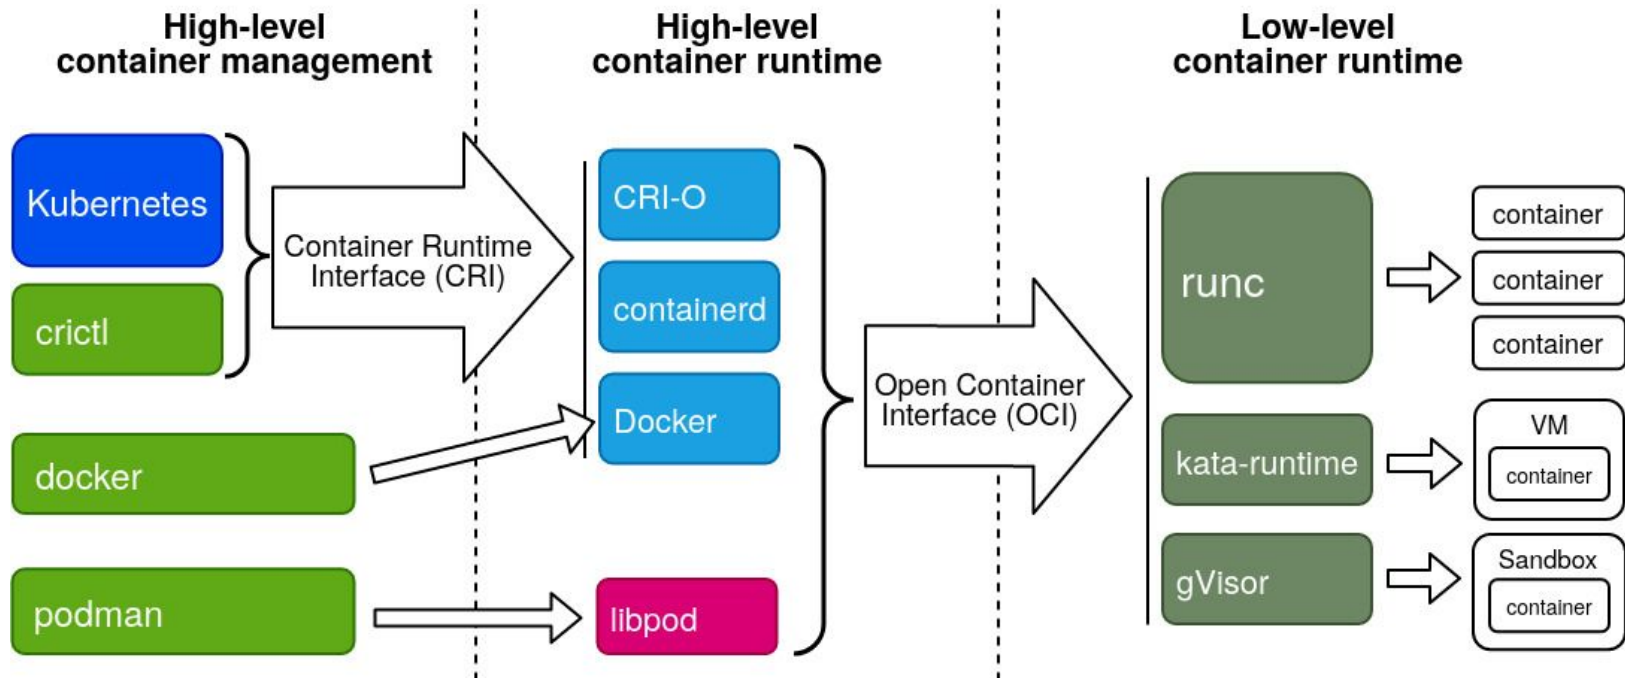 High-level
container management
High-level
container runtime
Low-level
container runtime
Kubernetes
crictl
docker
podman
Container Runtime
Interface (CRI)
CRI-O
containerd
Docker
libpod
Open Container
Interface (OCI)
runc
kata-runtime
gVisor
container
container
container
VM
container
Sandbox
container